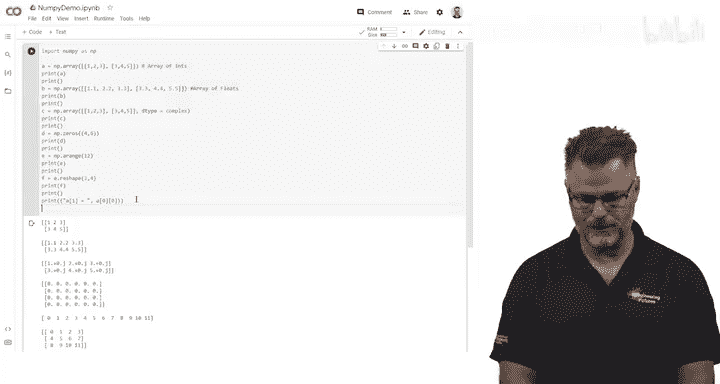 NumpyDemo.ipynb
File Edit View Insert Runtime Tools Help
Comment Share
+ Code + Text
RAM
Disk
Editing
import numpy as np
a = np.array([[1,2,3], [3,4,5]]) # Array of ints
print(a)
print()
b = np.array([[1.1, 2.2, 3.3], [3.3, 4.4, 5.5]]) #Array of Floats
print(b)
print()
c = np.array([[1,2,3], [3,4,5]], dtype = complex)
print(c)
print()
d = np.zeros((4,6))
print(d)
print()
e = np.arange(12)
print(e)
print()
f = e.reshape(3,4)
print(f)
print()
print(("a[1] = ", a[0][0]))
[[1 2 3]
[3 4 5]]
[[1.1 2.2 3.3]
[3.3 4.4 5.5]]
[[1.+0.j 2.+0.j 3.+0.j]
[3.+0.j 4.+0.j 5.+0.j]]
[[0. 0. 0. 0. 0. 0.]
[0. 0. 0. 0. 0. 0.]
[0. 0. 0. 0. 0. 0.]
[0. 0. 0. 0. 0. 0.]]
[ 0 1 2 3 4 5 6 7 8 9 10 11]
[[ 0 1 2 3]
[ 4 5 6 7]
[ 8 9 10 11]]
bilibili